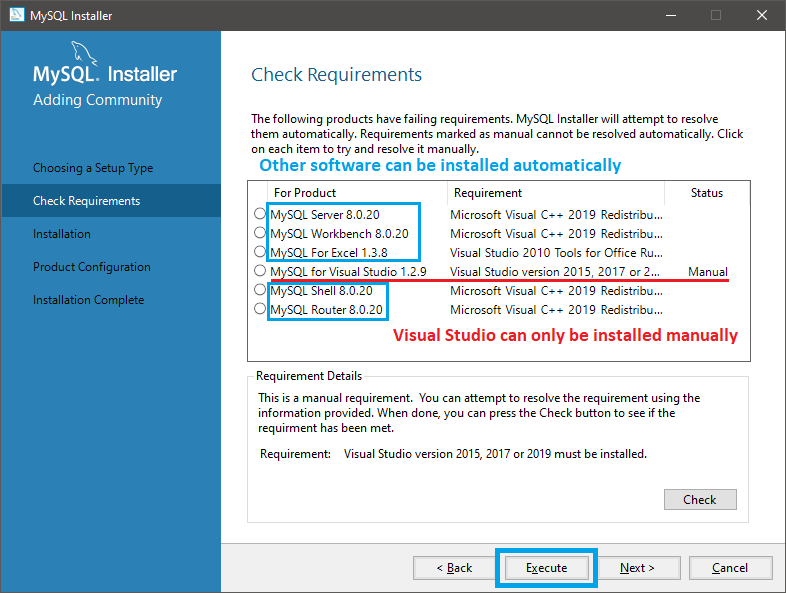 MySQL Installer
MySQL. Installer
Adding Community
Choosing a Setup Type
Check Requirements
Installation
Product Configuration
Installation Complete
Check Requirements
The following products have failing requirements. MySQL Installer will attempt to resolve
them automatically. Requirements marked as manual cannot be resolved automatically. Click
on each item to try and resolve it manually.
Other software can be installed automatically
For Product Requirement Status
MySQL Server 8.0.20 Microsoft Visual C++ 2019 Redistribu...
MySQL Workbench 8.0.20 Microsoft Visual C++ 2019 Redistribu...
MySQL For Excel 1.3.8 Visual Studio 2010 Tools for Office Ru...
MySQL for Visual Studio 1.2.9 Visual Studio version 2015, 2017 or 2... Manual
MySQL Shell 8.0.20 Microsoft Visual C++ 2019 Redistribu...
MySQL Router 8.0.20 Microsoft Visual C++ 2019 Redistribu...
Visual Studio can only be installed manually
Requirement Details
This is a manual requirement. You can attempt to resolve the requirement using the
information provided. When done, you can press the Check button to see if the
requirment has been met.
Requirement: Visual Studio version 2015, 2017 or 2019 must be installed.
Check
< Back Execute Next > Cancel